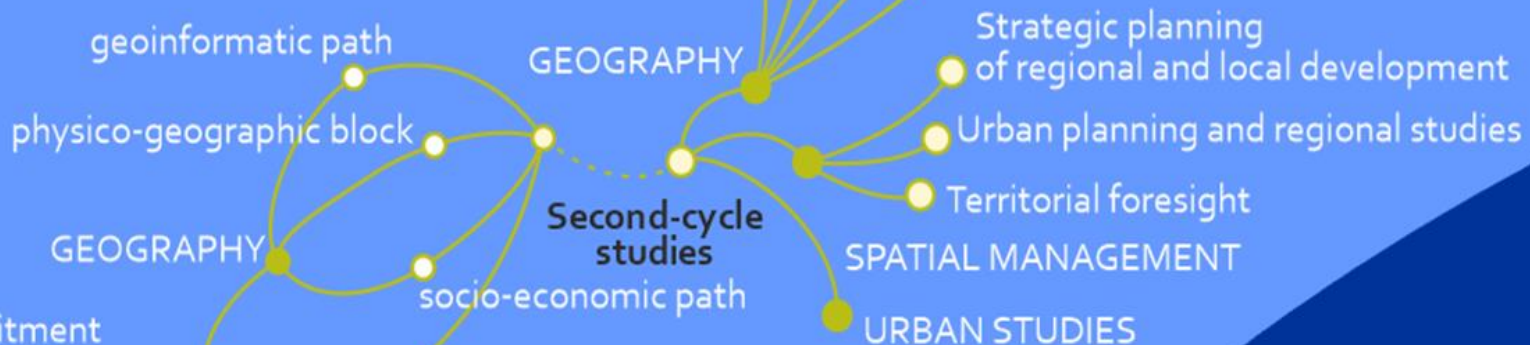 geoinformatic path
GEOGRAPHY
Strategic planning
of regional and local development
physico-geographic block
Urban planning and regional studies
Territorial foresight
Second-cycle
studies
GEOGRAPHY
SPATIAL MANAGEMENT
socio-economic path
URBAN STUDIES